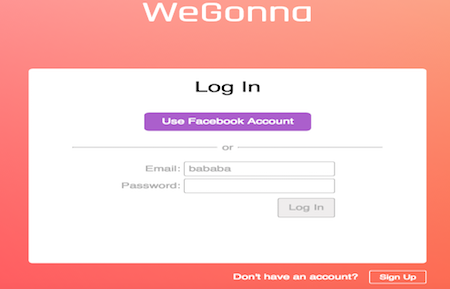 WeGonna
Log In
Use Facebook Account
or
Email: bababa
Password:
Log In
Don't have an account? Sign Up